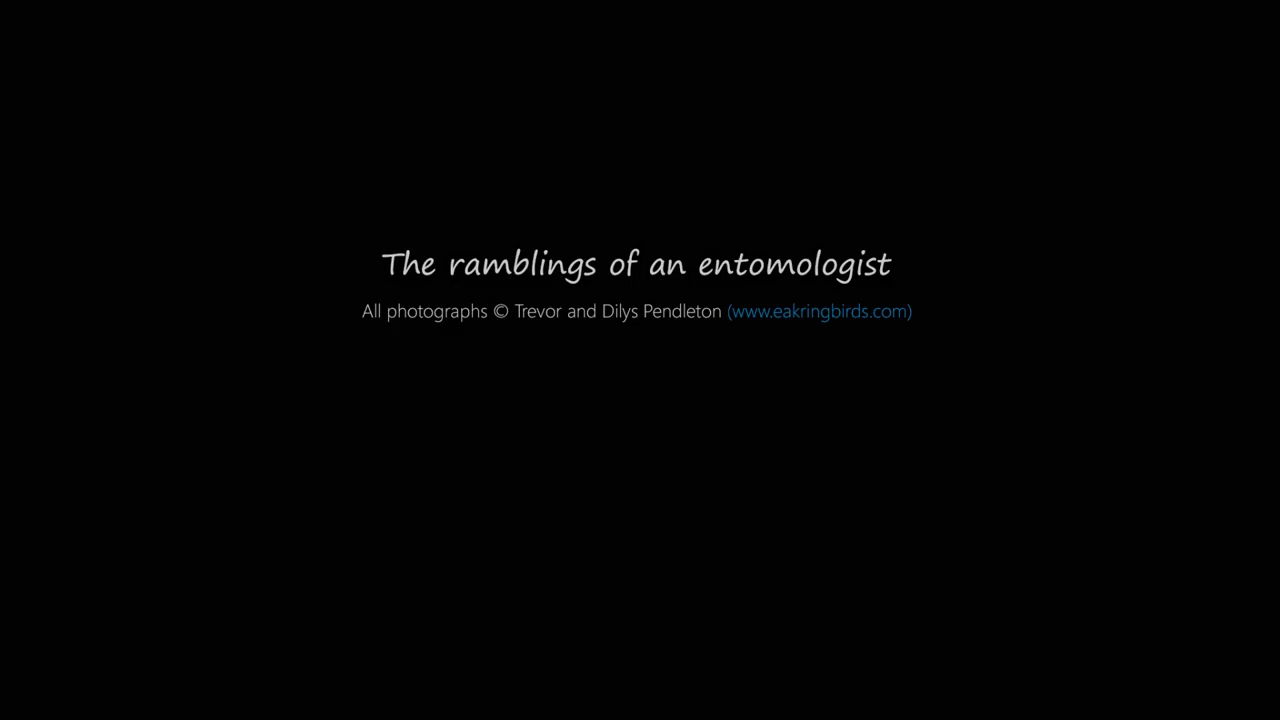 The ramblings of an entomologist
All photographs © Trevor and Dilys Pendleton (www.eakringbirds.com)